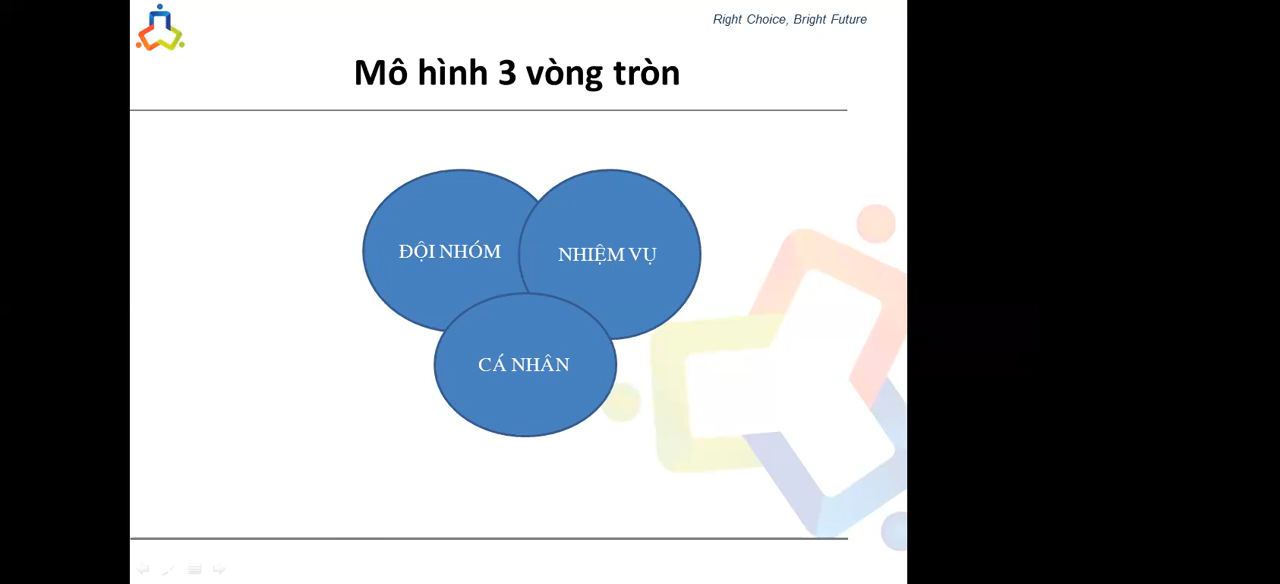 Right Choice, Bright Future
Mô hình 3 vòng tròn
ĐỘI NHÓM
NHIỆM VỤ
CÁ NHÂN